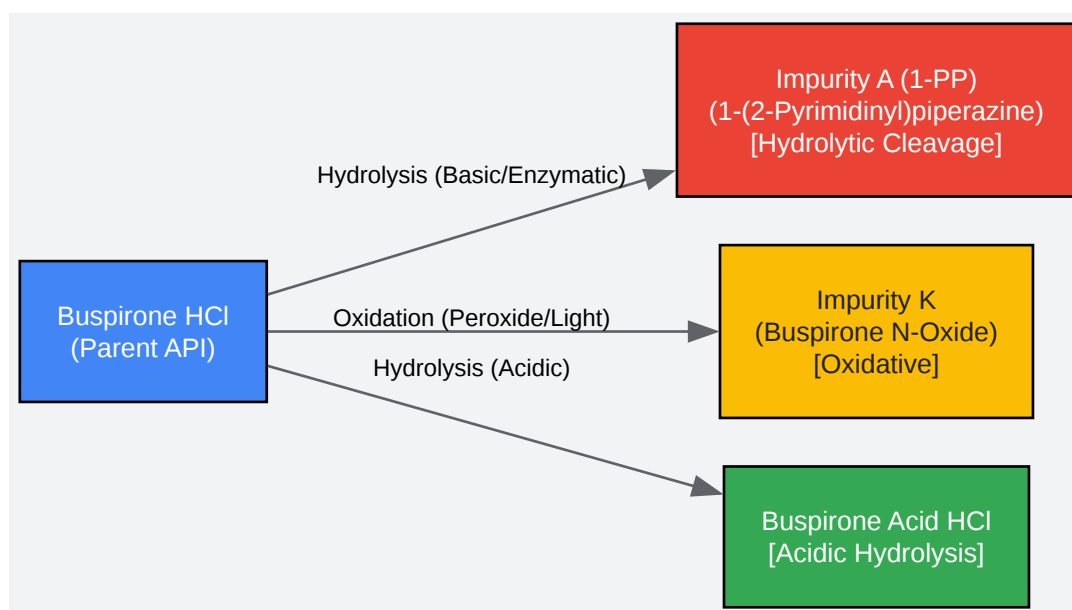 Impurity A (1-PP)
(1-(2-Pyrimidinyl)piperazine)
[Hydrolytic Cleavage]
Hydrolysis (Basic/Enzymatic)
Buspirone HCl
(Parent API)
Oxidation (Peroxide/Light)
Impurity K
(Buspirone N-Oxide)
[Oxidative]
Hydrolysis (Acidic)
Buspirone Acid HCl
[Acidic Hydrolysis]